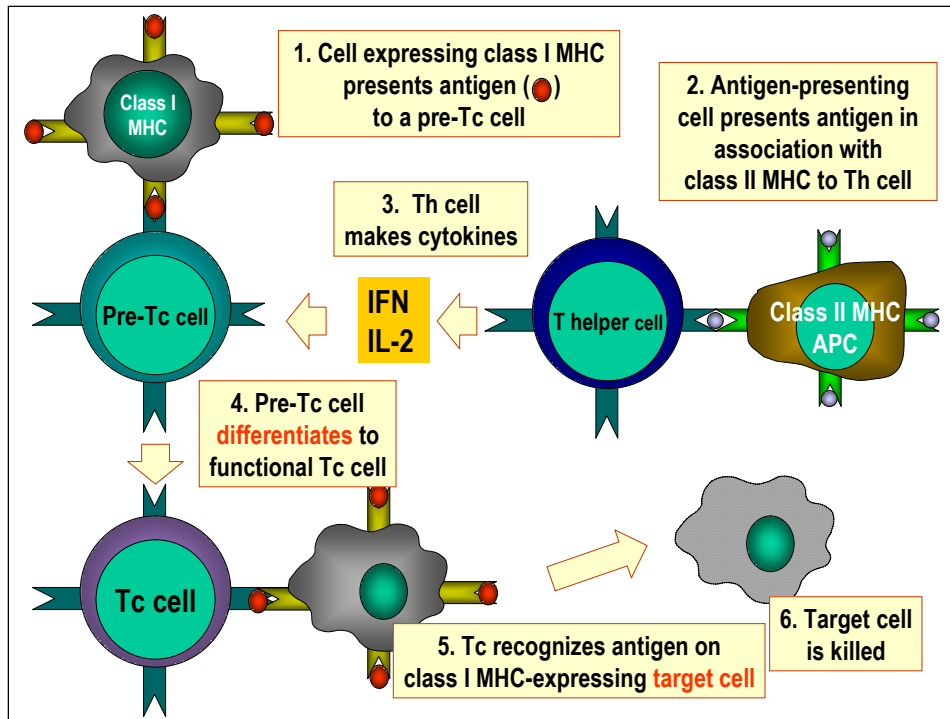 Class I
MHC
1. Cell expressing class I MHC
presents antigen ( )
to a pre-Tc cell
2. Antigen-presenting
cell presents antigen in
association with
class II MHC to Th cell
3. Th cell
makes cytokines
Pre-Tc cell
IFN
IL-2
T helper cell
Class II MHC
APC
4. Pre-Tc cell
differentiates to
functional Tc cell
Tc cell
5. Tc recognizes antigen on
class I MHC-expressing target cell
6. Target cell
is killed